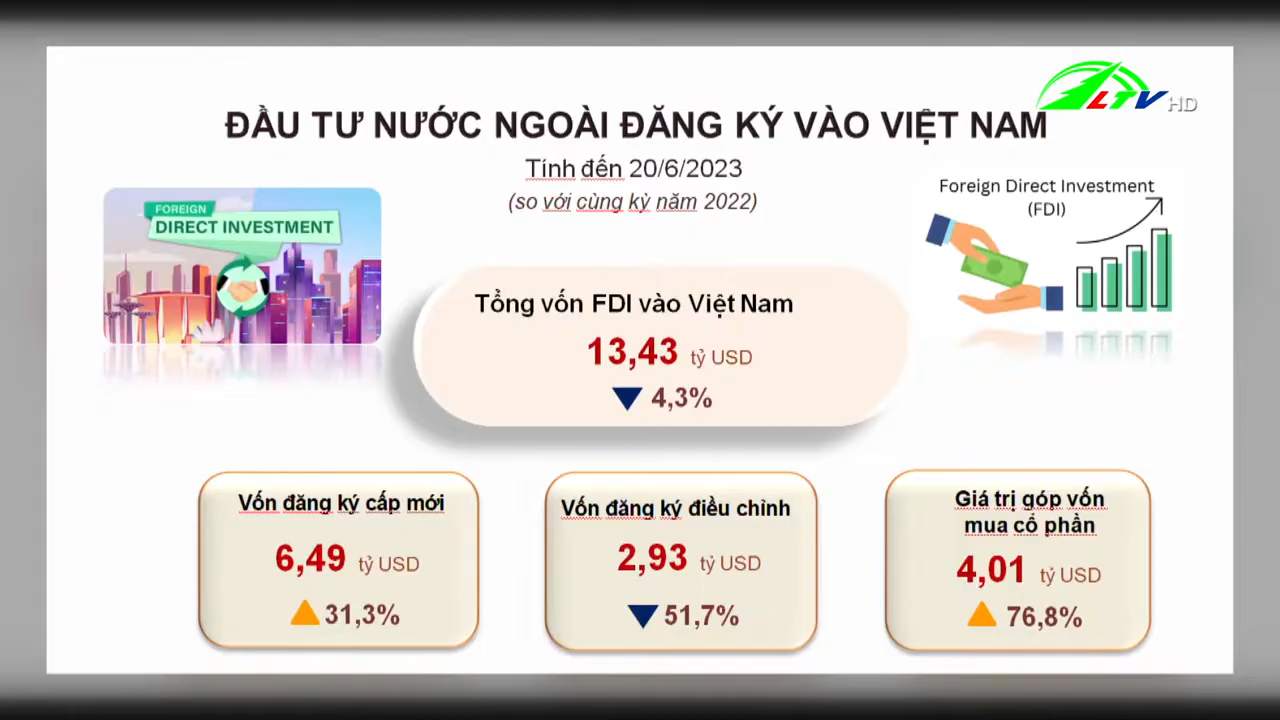 LTV HD
ĐẦU TƯ NƯỚC NGOÀI ĐĂNG KÝ VÀO VIỆT NAM
Tính đến 20/6/2023
(so với cùng kỳ năm 2022)
FOREIGN
DIRECT INVESTMENT
Foreign Direct Investment
(FDI)
Tổng vốn FDI vào Việt Nam
13,43 tỷ USD
4,3%
Vốn đăng ký cấp mới
6,49 tỷ USD
31,3%
Vốn đăng ký điều chỉnh
2,93 tỷ USD
51,7%
Giá trị góp vốn
mua cổ phần
4,01 tỷ USD
76,8%